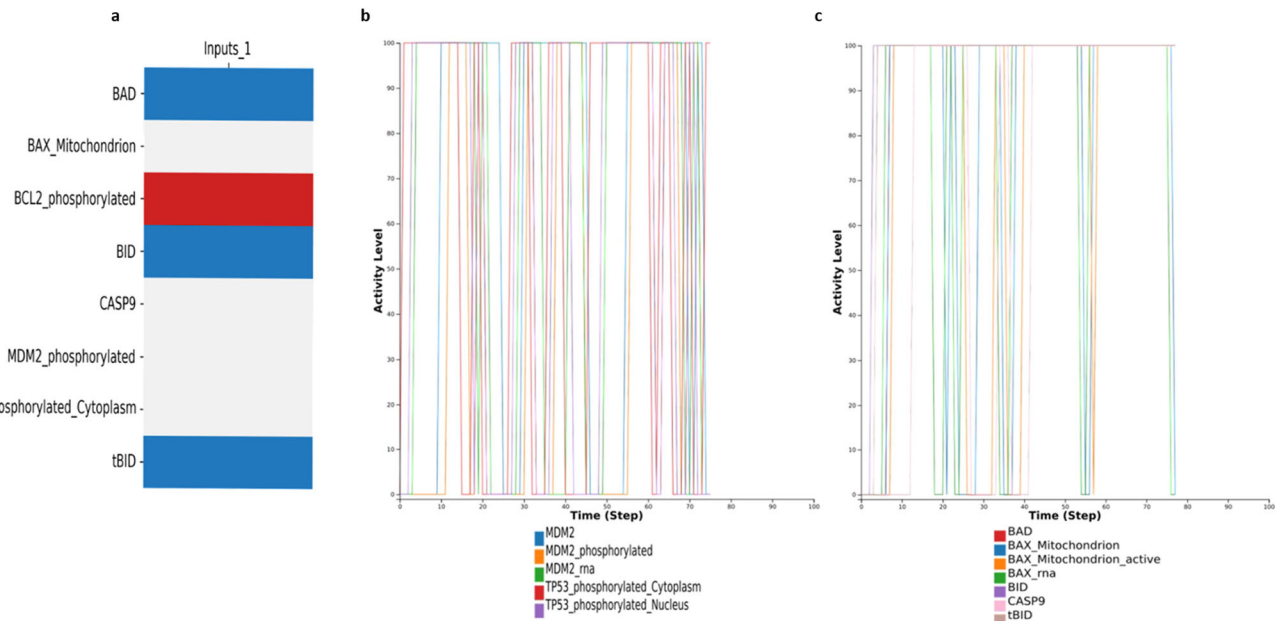 a
Inputs_1
BAD
BAX_Mitochondrion
BCL2_phosphorylated
BID
CASP9
MDM2_phosphorylated
osphorylated_Cytoplasm
tBID
b
Activity Level
100
90
80
70
60
50
40
30
20
10
0
0 10 20 30 40 50 60 70 80 90 100
Time (Step)
MDM2
MDM2_phosphorylated
MDM2_rna
TP53_phosphorylated_Cytoplasm
TP53_phosphorylated_Nucleus
c
Activity Level
100
90
80
70
60
50
40
30
20
10
0
0 10 20 30 40 50 60 70 80 90 100
Time (Step)
BAD
BAX_Mitochondrion
BAX_Mitochondrion_active
BAX_rna
BID
CASP9
tBID